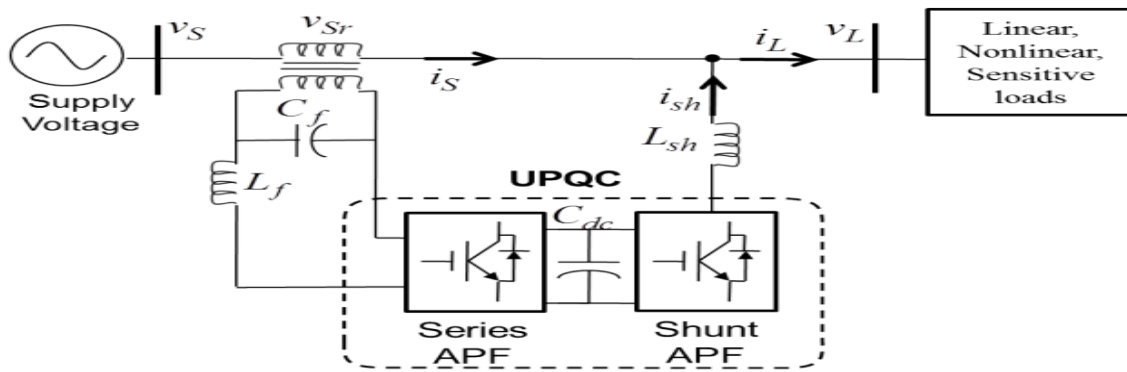 v_S
v_Sr
i_S
i_L
v_L
Linear,
Nonlinear,
Sensitive
loads
Supply
Voltage
C_f
L_f
i_sh
L_sh
UPQC
C_dc
Series
APF
Shunt
APF